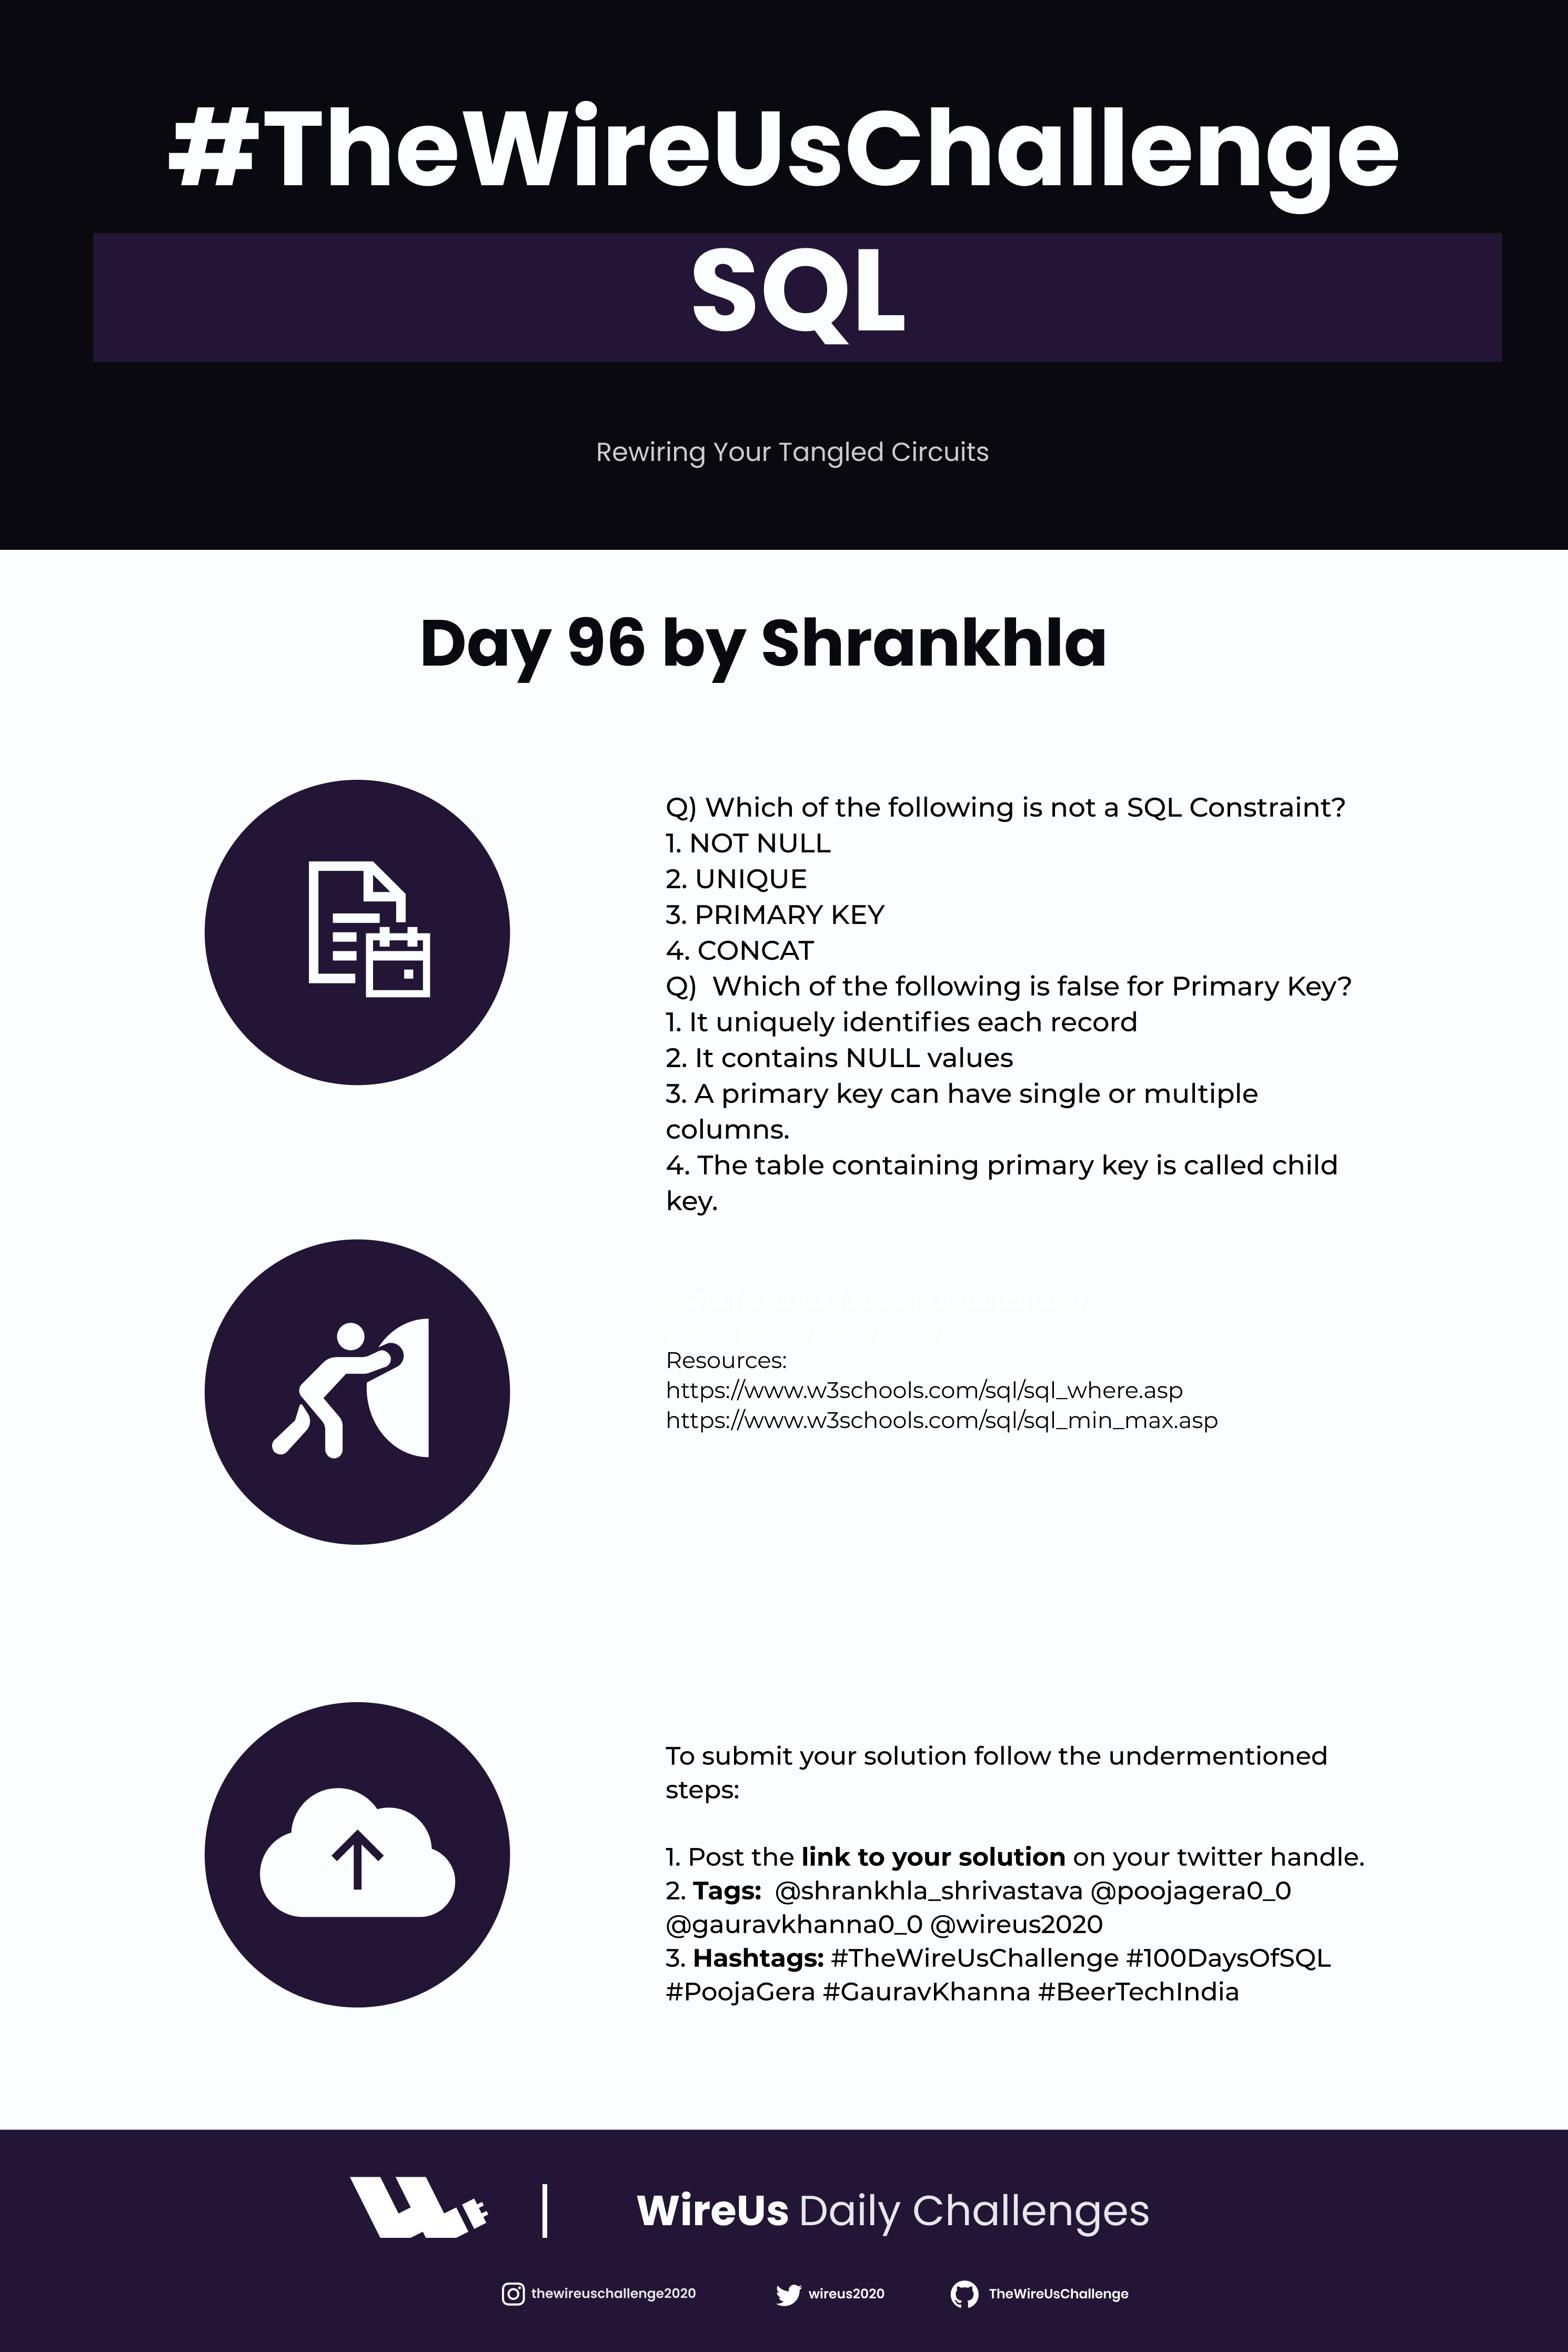 #TheWireUsChallenge
SQL
Rewiring Your Tangled Circuits
Day 96 by Shrankhla
Q) Which of the following is not a SQL Constraint?
1. NOT NULL
2. UNIQUE
3. PRIMARY KEY
4. CONCAT
Q)  Which of the following is false for Primary Key?
1. It uniquely identifies each record
2. It contains NULL values
3. A primary key can have single or multiple
columns.
4. The table containing primary key is called child
key.
Resources:
https://www.w3schools.com/sql/sql_where.asp
https://www.w3schools.com/sql/sql_min_max.asp
To submit your solution follow the undermentioned
steps:
1. Post the link to your solution on your twitter handle.
2. Tags:  @shrankhla_shrivastava @poojagera0_0
@gauravkhanna0_0 @wireus2020
3. Hashtags: #TheWireUsChallenge #100DaysOfSQL
#PoojaGera #GauravKhanna #BeerTechIndia
WireUs Daily Challenges
thewireuschallenge2020
wireus2020
TheWireUsChallenge